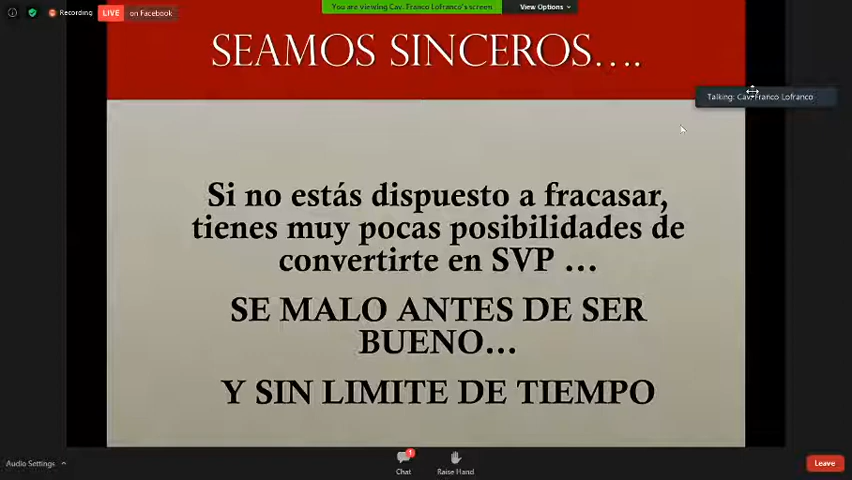 Recording
LIVE on Facebook
You are viewing Cav. Franco Lofranco's screen
View Options
SEAMOS SINCEROS....
Talking: Cav. Franco Lofranco
Si no estás dispuesto a fracasar,
tienes muy pocas posibilidades de
convertirte en SVP ...
SE MALO ANTES DE SER
BUENO...
Y SIN LIMITE DE TIEMPO
Audio Settings
1
Chat
Raise Hand
Leave